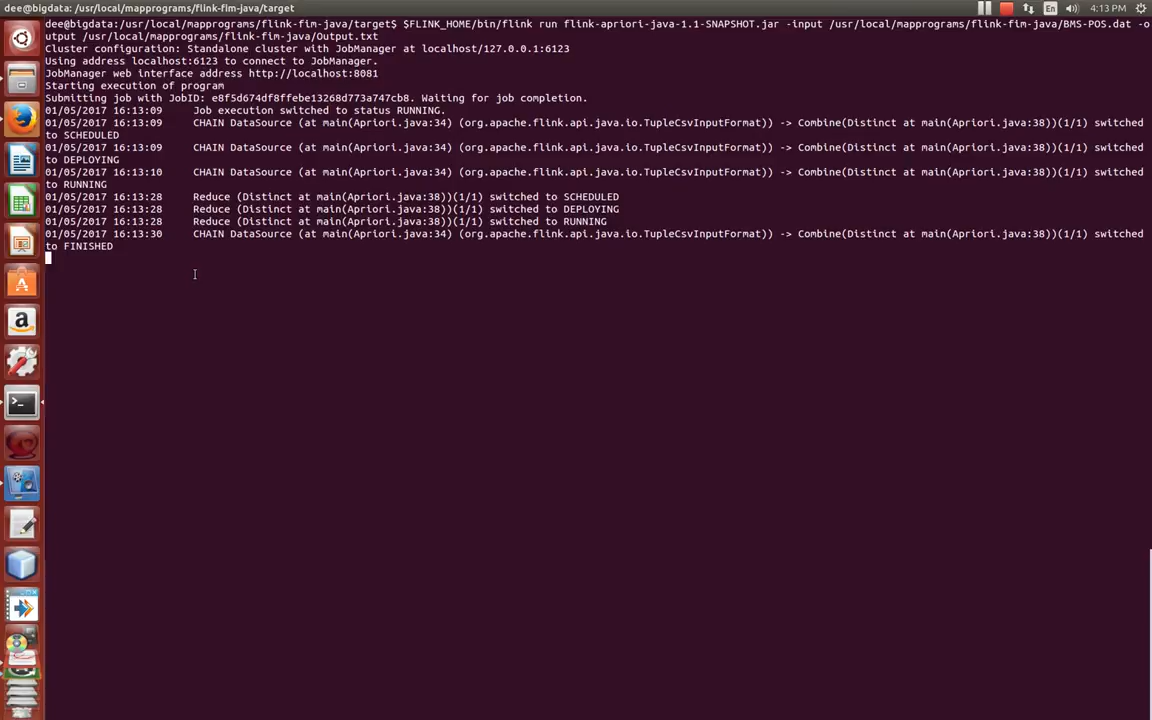 dee@bigdata: /usr/local/mapprograms/flink-fim-java/target
En
4:13 PM
dee@bigdata:/usr/local/mapprograms/flink-fim-java/target$ $FLINK_HOME/bin/flink run flink-apriori-java-1.1-SNAPSHOT.jar -input /usr/local/mapprograms/flink-fim-java/BMS-POS.dat -o
utput /usr/local/mapprograms/flink-fim-java/Output.txt
Cluster configuration: Standalone cluster with JobManager at localhost/127.0.0.1:6123
Using address localhost:6123 to connect to JobManager.
JobManager web interface address http://localhost:8081
Starting execution of program
Submitting job with JobID: e8f5d674df8ffebe13268d773a747cb8. Waiting for job completion.
01/05/2017 16:13:09     Job execution switched to status RUNNING.
01/05/2017 16:13:09     CHAIN DataSource (at main(Apriori.java:34) (org.apache.flink.api.java.io.TupleCsvInputFormat)) -> Combine(Distinct at main(Apriori.java:38))(1/1) switched
to SCHEDULED
01/05/2017 16:13:09     CHAIN DataSource (at main(Apriori.java:34) (org.apache.flink.api.java.io.TupleCsvInputFormat)) -> Combine(Distinct at main(Apriori.java:38))(1/1) switched
to DEPLOYING
01/05/2017 16:13:10     CHAIN DataSource (at main(Apriori.java:34) (org.apache.flink.api.java.io.TupleCsvInputFormat)) -> Combine(Distinct at main(Apriori.java:38))(1/1) switched
to RUNNING
01/05/2017 16:13:28     Reduce (Distinct at main(Apriori.java:38))(1/1) switched to SCHEDULED
01/05/2017 16:13:28     Reduce (Distinct at main(Apriori.java:38))(1/1) switched to DEPLOYING
01/05/2017 16:13:28     Reduce (Distinct at main(Apriori.java:38))(1/1) switched to RUNNING
01/05/2017 16:13:30     CHAIN DataSource (at main(Apriori.java:34) (org.apache.flink.api.java.io.TupleCsvInputFormat)) -> Combine(Distinct at main(Apriori.java:38))(1/1) switched
to FINISHED